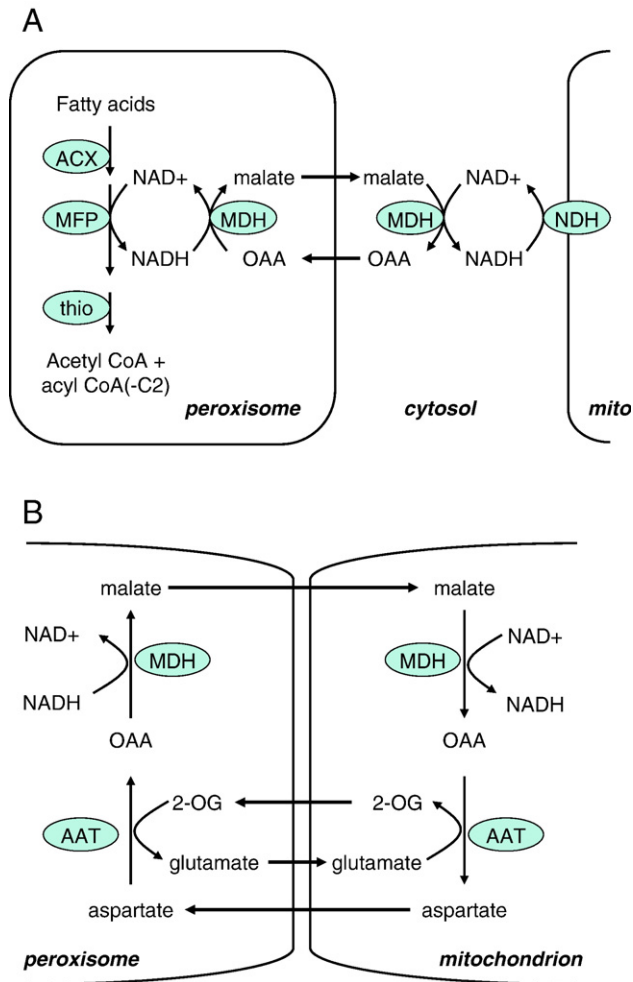 A
Fatty acids
ACX
NAD+ malate malate NAD+
MFP MDH MDH NDH
NADH OAA OAA NADH
thio
Acetyl CoA +
acyl CoA(-C2)
peroxisome cytosol mito
B
malate malate
NAD+ NAD+
MDH MDH
NADH NADH
OAA OAA
2-OG 2-OG
AAT AAT
glutamate glutamate
aspartate aspartate
peroxisome mitochondrion